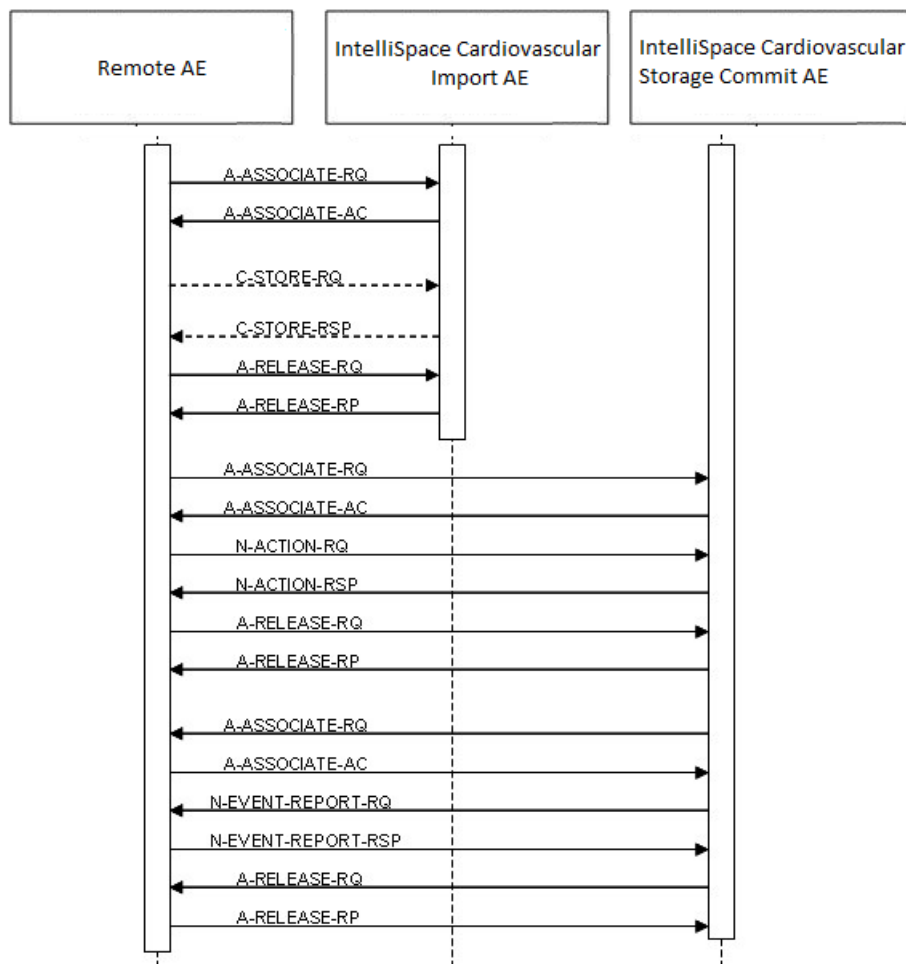 Remote AE
IntelliSpace Cardiovascular
Import AE
IntelliSpace Cardiovascular
Storage Commit AE
A-ASSOCIATE-RQ
A-ASSOCIATE-AC
C-STORE-RQ
C-STORE-RSP
A-RELEASE-RQ
A-RELEASE-RP
A-ASSOCIATE-RQ
A-ASSOCIATE-AC
N-ACTION-RQ
N-ACTION-RSP
A-RELEASE-RQ
A-RELEASE-RP
A-ASSOCIATE-RQ
A-ASSOCIATE-AC
N-EVENT-REPORT-RQ
N-EVENT-REPORT-RSP
A-RELEASE-RQ
A-RELEASE-RP